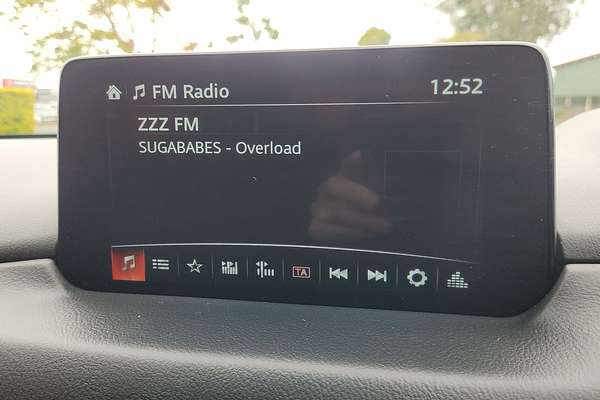 FM Radio 12:52
ZZZ FM
SUGABABES - Overload
TA